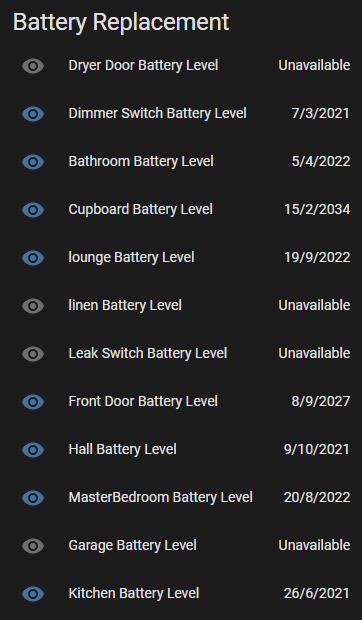 Battery Replacement
Dryer Door Battery Level Unavailable
Dimmer Switch Battery Level 7/3/2021
Bathroom Battery Level 5/4/2022
Cupboard Battery Level 15/2/2034
lounge Battery Level 19/9/2022
linen Battery Level Unavailable
Leak Switch Battery Level Unavailable
Front Door Battery Level 8/9/2027
Hall Battery Level 9/10/2021
MasterBedroom Battery Level 20/8/2022
Garage Battery Level Unavailable
Kitchen Battery Level 26/6/2021